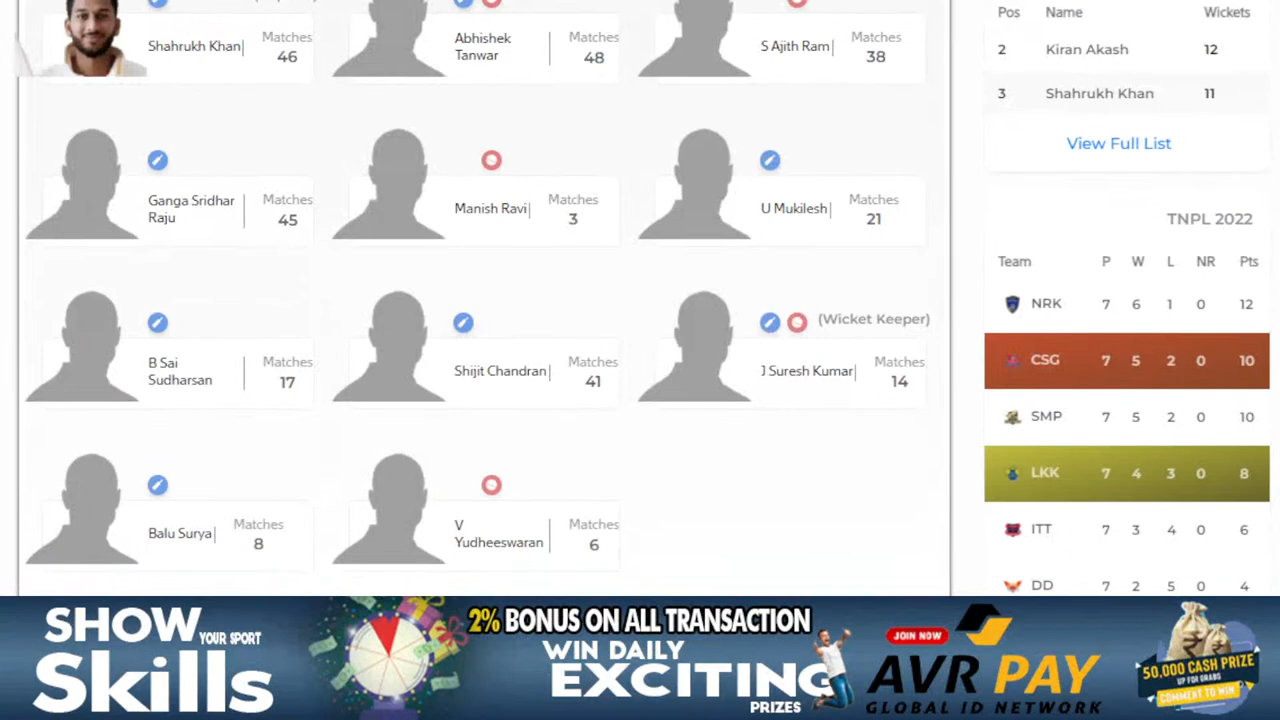 Shahrukh Khan
Matches
46
Abhishek
Tanwar
Matches
48
S Ajith Ram
Matches
38
Ganga Sridhar
Raju
Matches
45
Manish Ravi
Matches
3
U Mukilesh
Matches
21
B Sai
Sudharsan
Matches
17
Shijit Chandran
Matches
41
(Wicket Keeper)
J Suresh Kumar
Matches
14
Balu Surya
Matches
8
V
Yudheeswaran
Matches
6
Pos Name Wickets
2 Kiran Akash 12
3 Shahrukh Khan 11
View Full List
TNPL 2022
Team P W L NR Pts
NRK 7 6 1 0 12
CSG 7 5 2 0 10
SMP 7 5 2 0 10
LKK 7 4 3 0 8
ITT 7 3 4 0 6
DD 7 2 5 0 4
SHOW YOUR SPORT
Skills
2% BONUS ON ALL TRANSACTION
WIN DAILY
EXCITING
PRIZES
JOIN NOW
AVR PAY
GLOBAL ID NETWORK
50,000 CASH PRIZE
UP FOR GRABS
COMMENT TO WIN